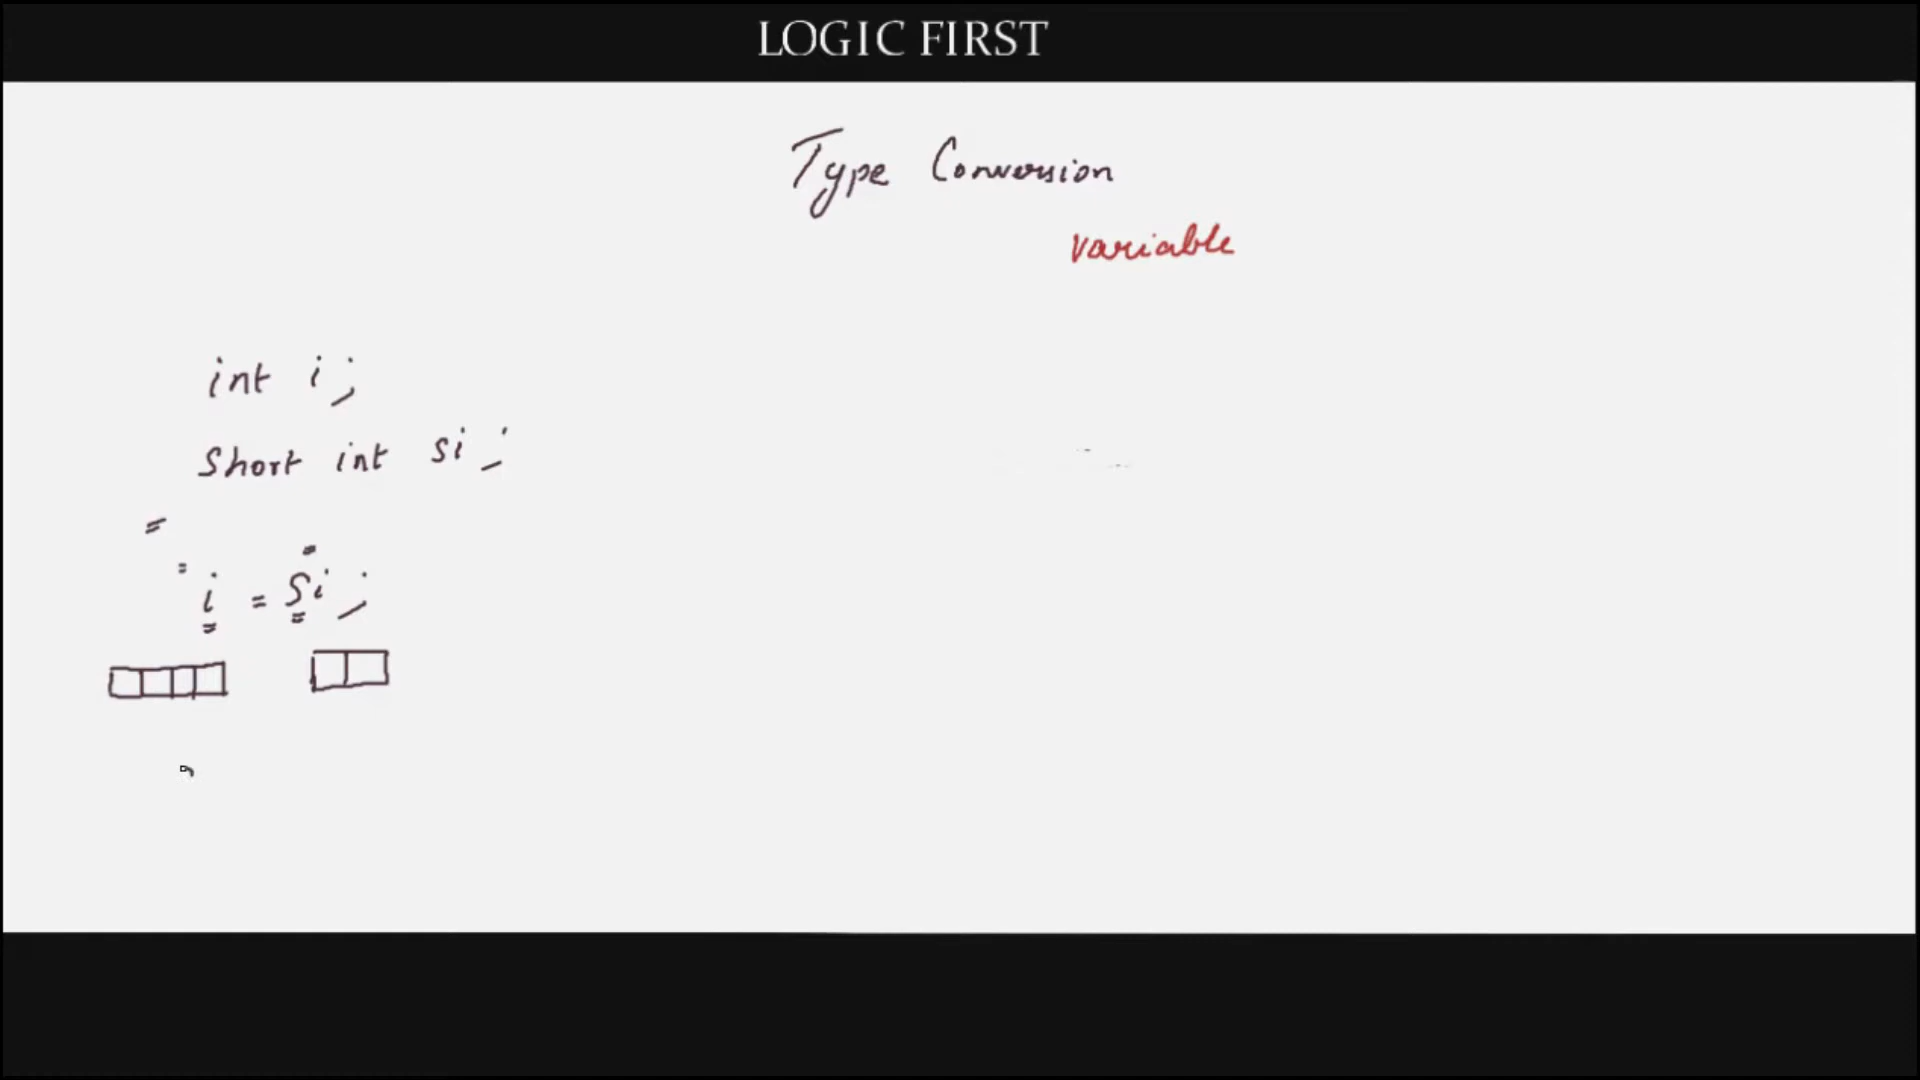 LOGIC FIRST
Type Conversion
variable
int i;
Short int si;
i = Si;